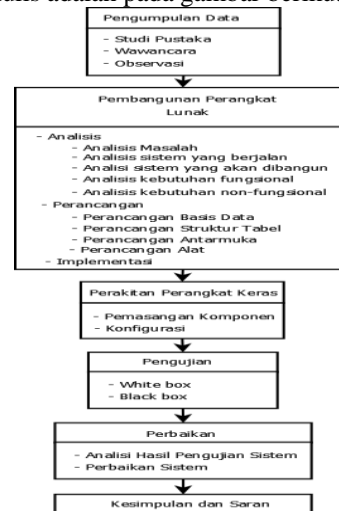 adalah pada gambar
Pengumpulan Data
- Studi Pustaka
- Wawancara
- Observasi
Pembangunan Perangkat
Lunak
- Analisis
- Analisis Masalah
- Analisis sistem yang berjalan
- Analisi sistem yang akan dibangun
- Analisis kebutuhan fungsional
- Analisis kebutuhan non-fungsional
- Perancangan
- Perancangan Basis Data
- Perancangan Struktur Tabel
- Perancangan Antarmuka
- Perancangan Alat
- Implementasi
Perakitan Perangkat Keras
- Pemasangan Komponen
- Konfigurasi
Pengujian
- White box
- Black box
Perbaikan
- Analisi Hasil Pengujian Sistem
- Perbaikan Sistem
Kesimpulan dan Saran